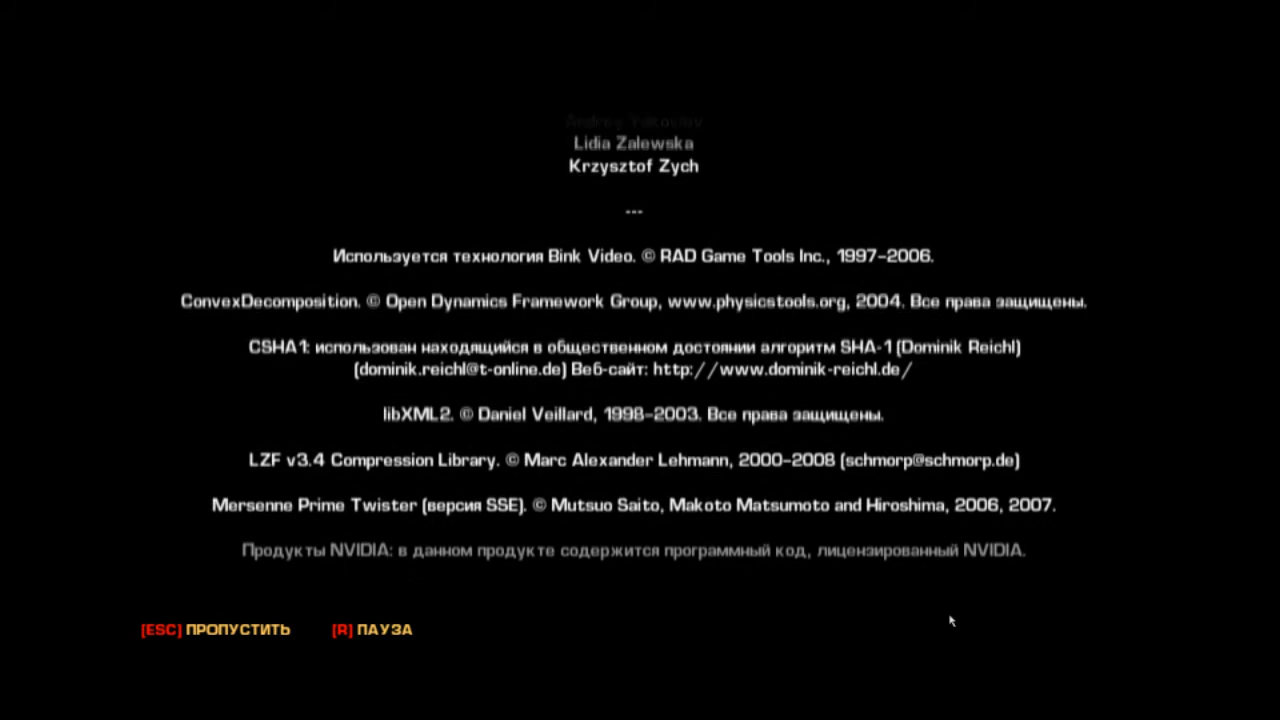 Andrey Yakovlev
Lidia Zalewska
Krzysztof Zych
---
Используется технология Bink Video. © RAD Game Tools Inc., 1997–2006.
ConvexDecomposition. © Open Dynamics Framework Group, www.physicstools.org, 2004. Все права защищены.
CSHA1: использован находящийся в общественном достоянии алгоритм SHA-1 (Dominik Reichl)
(dominik.reichl@t-online.de) Веб-сайт: http://www.dominik-reichl.de/
libXML2. © Daniel Veillard, 1998–2003. Все права защищены.
LZF v3.4 Compression Library. © Marc Alexander Lehmann, 2000–2008 (schmorp@schmorp.de)
Mersenne Prime Twister (версия SSE). © Mutsuo Saito, Makoto Matsumoto and Hiroshima, 2006, 2007.
Продукты NVIDIA: в данном продукте содержится программный код, лицензированный NVIDIA.
[ESC] ПРОПУСТИТЬ [R] ПАУЗА